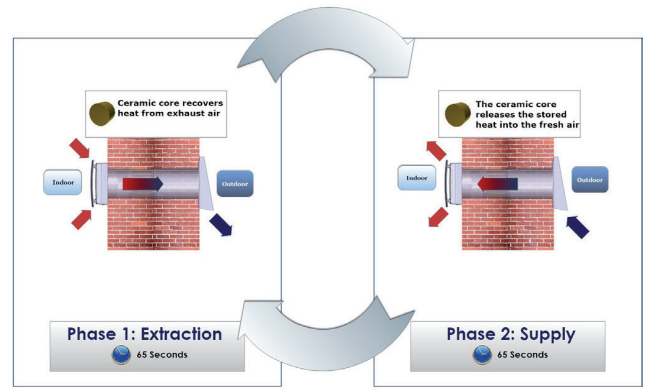 Ceramic core recovers
heat from exhaust air
Indoor
Outdoor
Phase 1: Extraction
65 Seconds
The ceramic core
releases the stored
heat into the fresh air
Indoor
Outdoor
Phase 2: Supply
65 Seconds